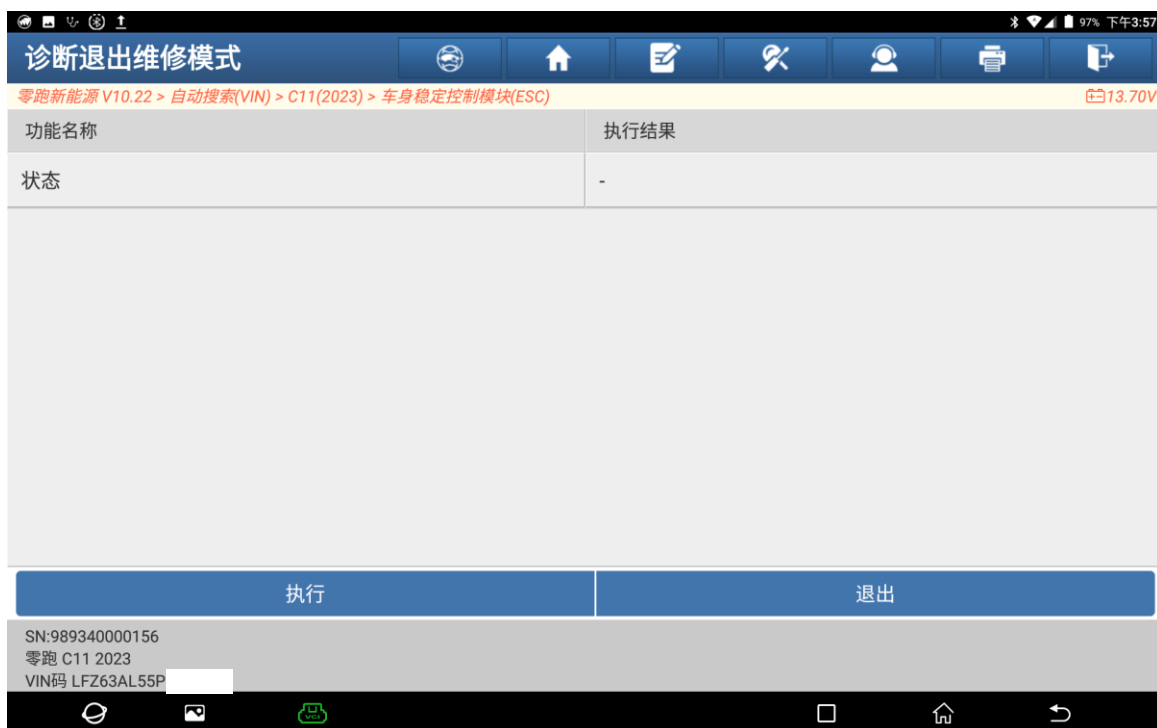 97% 下午3:57
诊断退出维修模式
零跑新能源 V10.22 > 自动搜索(VIN) > C11(2023) > 车身稳定控制模块(ESC) 13.70V
功能名称 执行结果
状态 -
执行 退出
SN:989340000156
零跑 C11 2023
VIN码 LFZ63AL55P
VCI